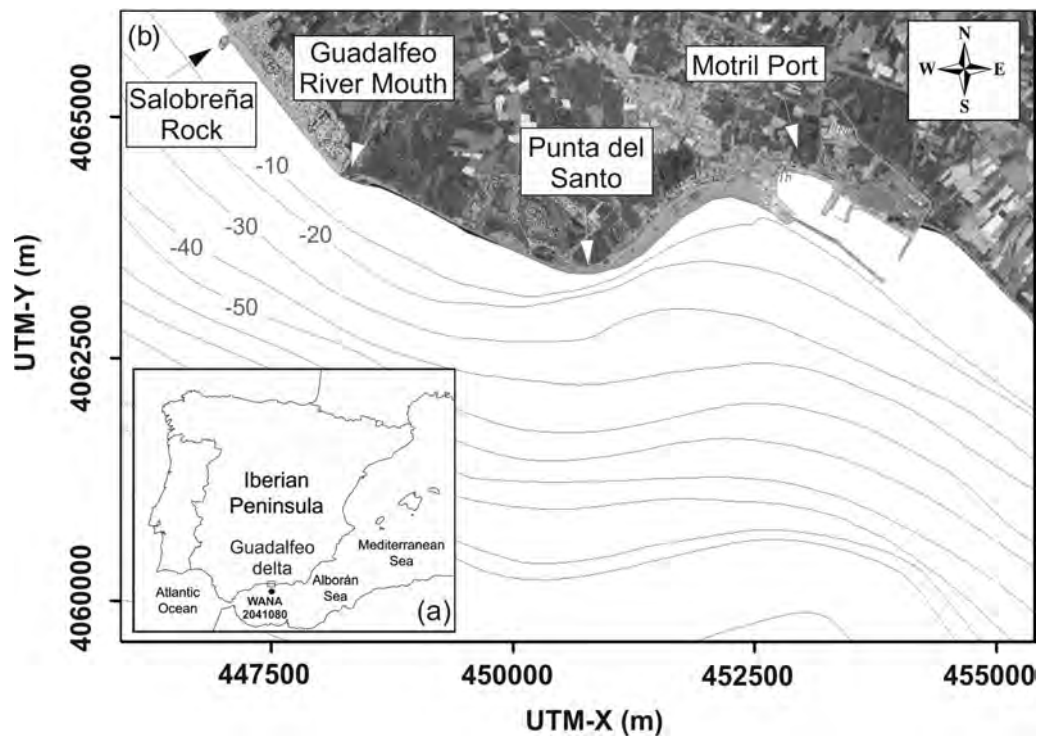 (b)
Guadalfeo
River Mouth
Motril Port
N
W
E
S
Salobreña
Rock
Punta del
Santo
-10
-20
-30
-40
-50
4065000
4062500
4060000
UTM-Y (m)
Iberian
Peninsula
Guadalfeo
delta
Mediterranean
Sea
Alborán
Sea
Atlantic
Ocean
WANA
2041080
(a)
447500
450000
452500
455000
UTM-X (m)